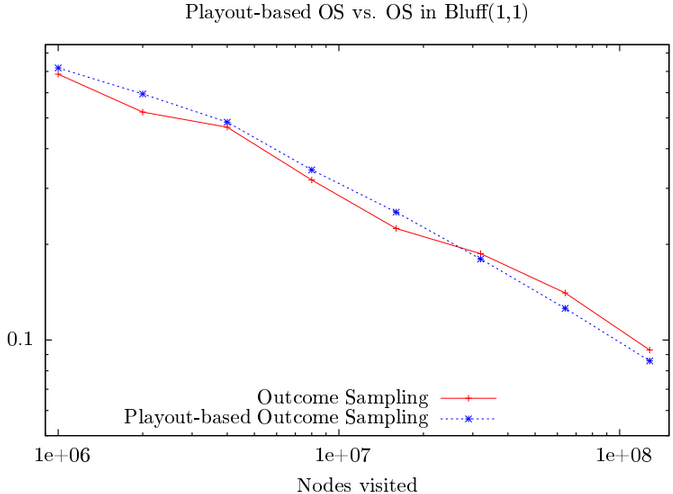 Playout-based OS vs. OS in Bluff(1,1)
0.1
Outcome Sampling
Playout-based Outcome Sampling
1e+06 1e+07 1e+08
Nodes visited